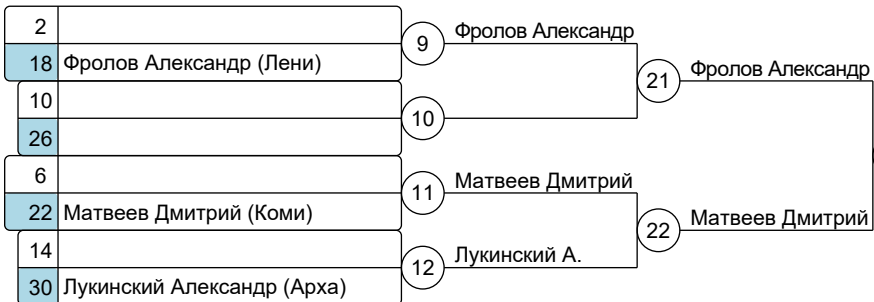 2
18 Фролов Александр (Лени)
10
26
6
22 Матвеев Дмитрий (Коми)
14
30 Лукинский Александр (Арха)
9 Фролов Александр
10
11 Матвеев Дмитрий
12 Лукинский А.
21 Фролов Александр
22 Матвеев Дмитрий